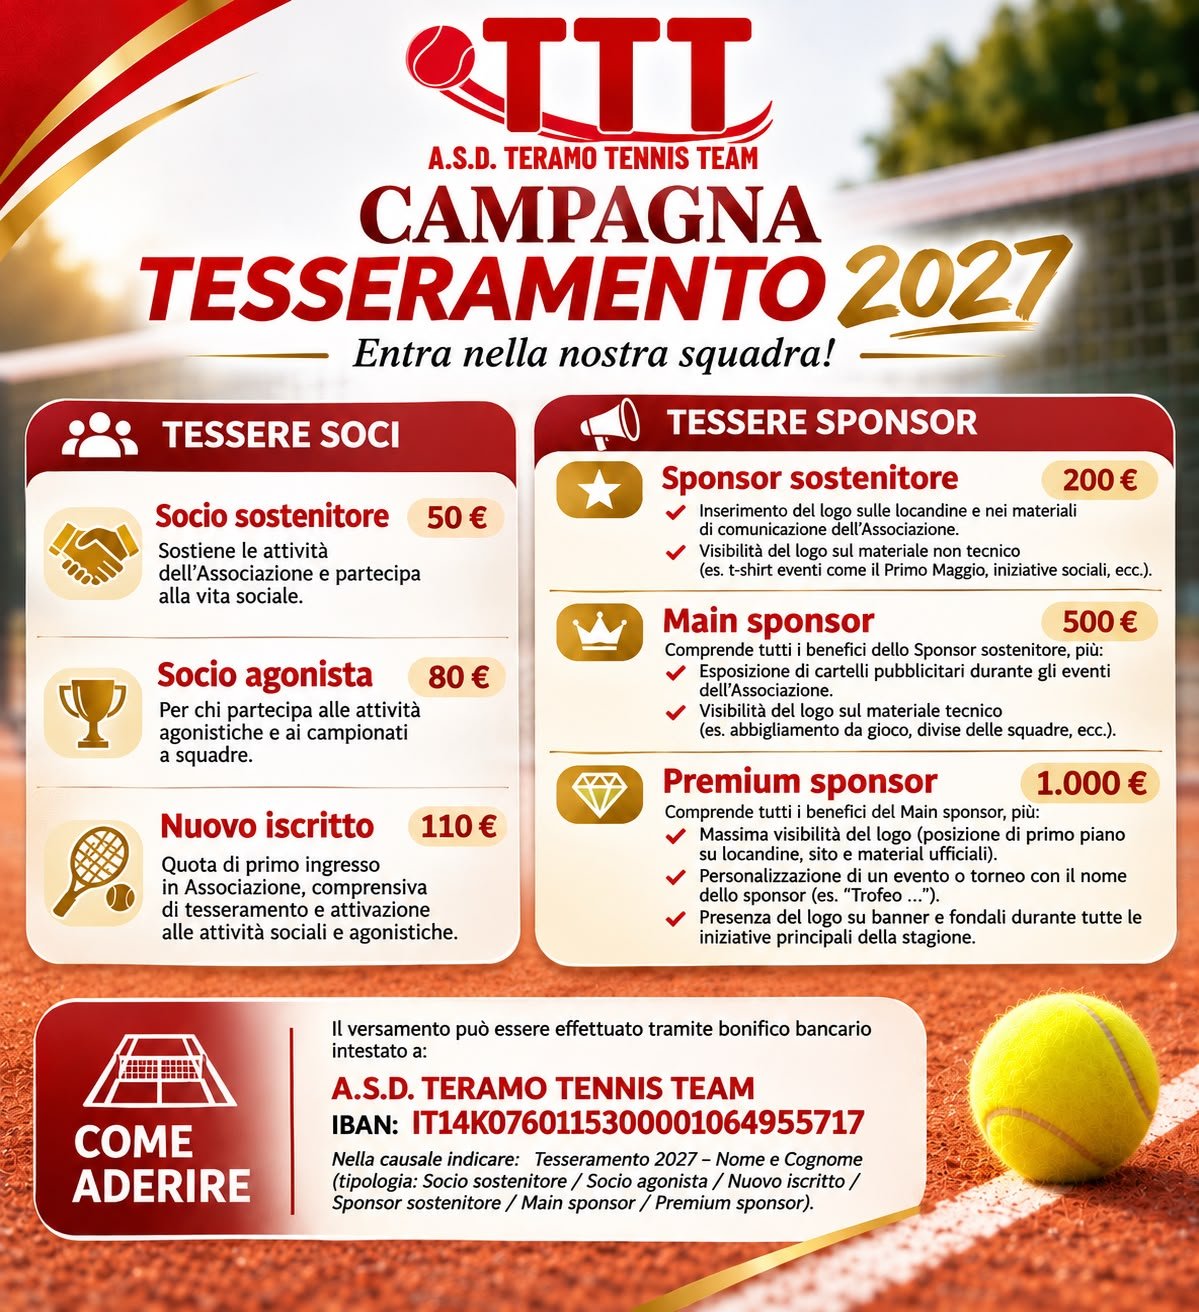 TTT
A.S.D. TERAMO TENNIS TEAM
CAMPAGNA
TESSERAMENTO 2027
Entra nella nostra squadra!
TESSERE SOCI
Socio sostenitore 50 €
Sostiene le attività
dell'Associazione e partecipa
alla vita sociale.
Socio agonista 80 €
Per chi partecipa alle attività
agonistiche e ai campionati
a squadre.
Nuovo iscritto 110 €
Quota di primo ingresso
in Associazione, comprensiva
di tesseramento e attivazione
alle attività sociali e agonistiche.
TESSERE SPONSOR
Sponsor sostenitore 200 €
Inserimento del logo sulle locandine e nei materiali
di comunicazione dell'Associazione.
Visibilità del logo sul materiale non tecnico
(es. t-shirt eventi come il Primo Maggio, iniziative sociali, ecc.).
Main sponsor 500 €
Comprende tutti i benefici dello Sponsor sostenitore, più:
Esposizione di cartelli pubblicitari durante gli eventi
dell'Associazione.
Visibilità del logo sul materiale tecnico
(es. abbigliamento da gioco, divise delle squadre, ecc.).
Premium sponsor 1.000 €
Comprende tutti i benefici del Main sponsor, più:
Massima visibilità del logo (posizione di primo piano
su locandine, sito e material ufficiali).
Personalizzazione di un evento o torneo con il nome
dello sponsor (es. “Trofeo ...”).
Presenza del logo su banner e fondali durante tutte le
iniziative principali della stagione.
COME
ADERIRE
Il versamento può essere effettuato tramite bonifico bancario
intestato a:
A.S.D. TERAMO TENNIS TEAM
IBAN: IT14K0760115300001064955717
Nella causale indicare: Tesseramento 2027 – Nome e Cognome
(tipologia: Socio sostenitore / Socio agonista / Nuovo iscritto /
Sponsor sostenitore / Main sponsor / Premium sponsor).